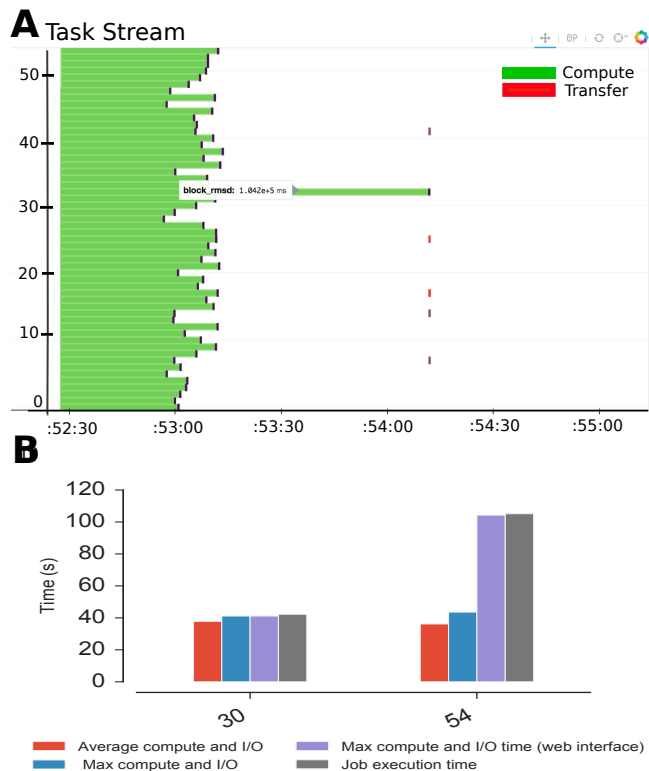 A Task Stream
Compute
Transfer
50
40
block_rmsd: 1.042e+5 ms
30
20
10
0
:52:30 :53:00 :53:30 :54:00 :54:30 :55:00
B
120
100
80
60
40
20
0
Time (s)
30 54
Average compute and I/O Max compute and I/O time (web interface)
Max compute and I/O Job execution time